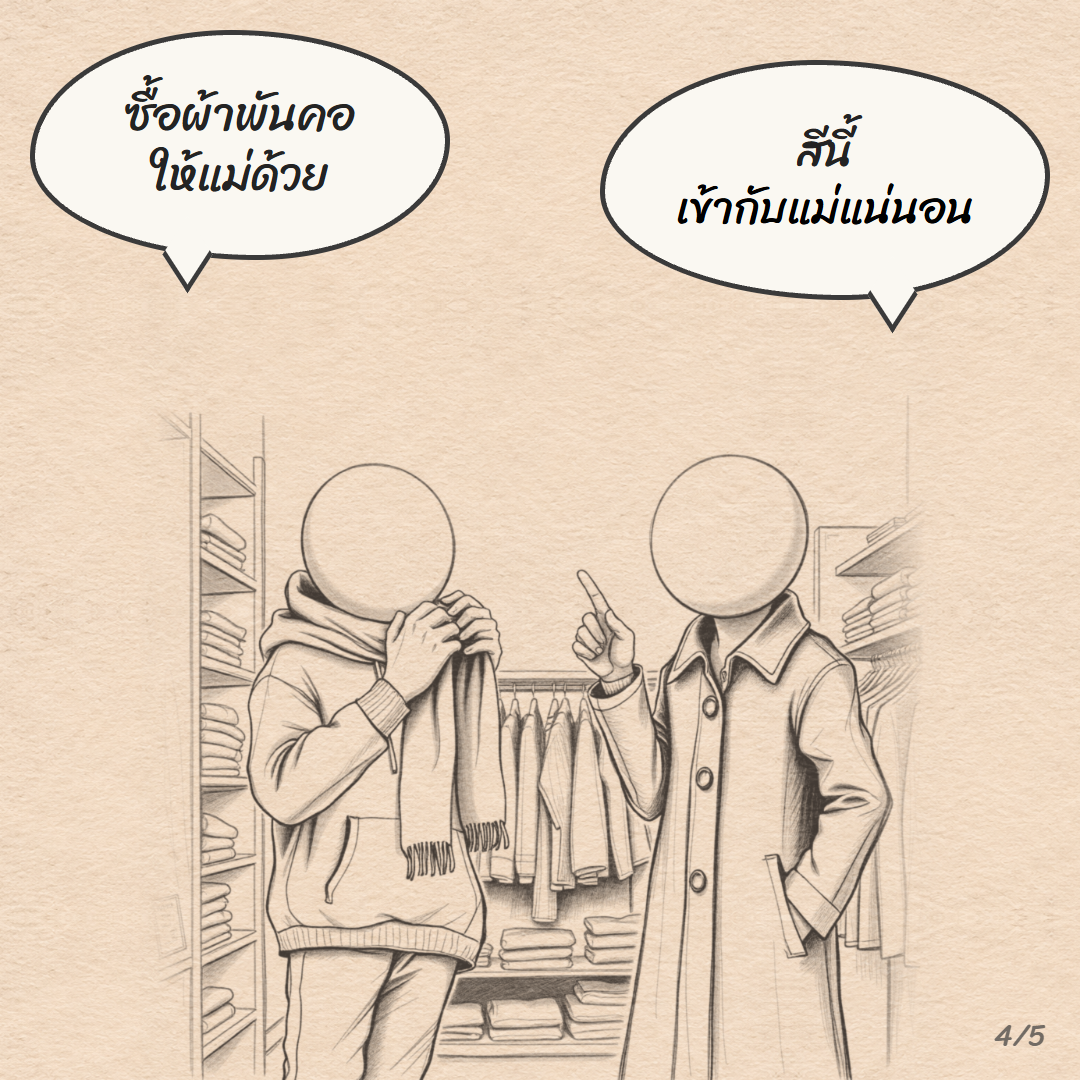 ซื้อผ้าพันคอ
ให้แม่ด้วย
สีนี้
เข้ากับแม่แน่นอน
4/5